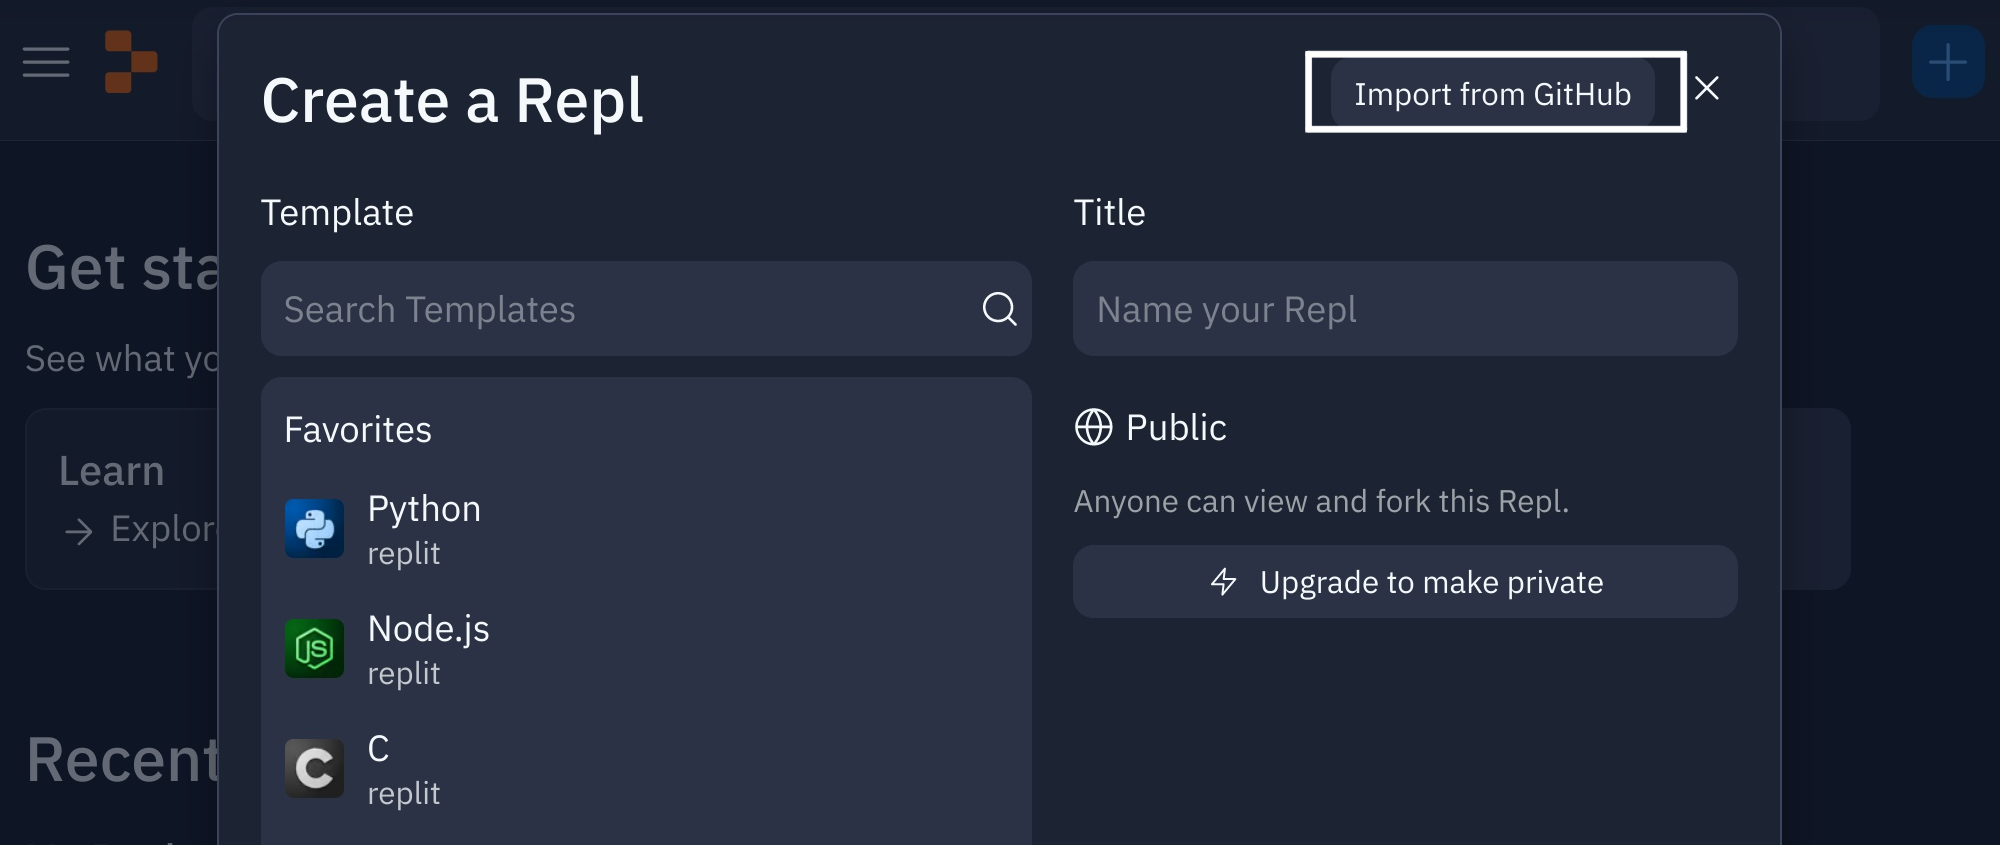 Create a Repl
Import from GitHub
Template
Title
Search Templates
Name your Repl
Favorites
Python
replit
Node.js
replit
C
replit
Public
Anyone can view and fork this Repl.
Upgrade to make private
Get sta
See what yo
Learn
Explor
Recent